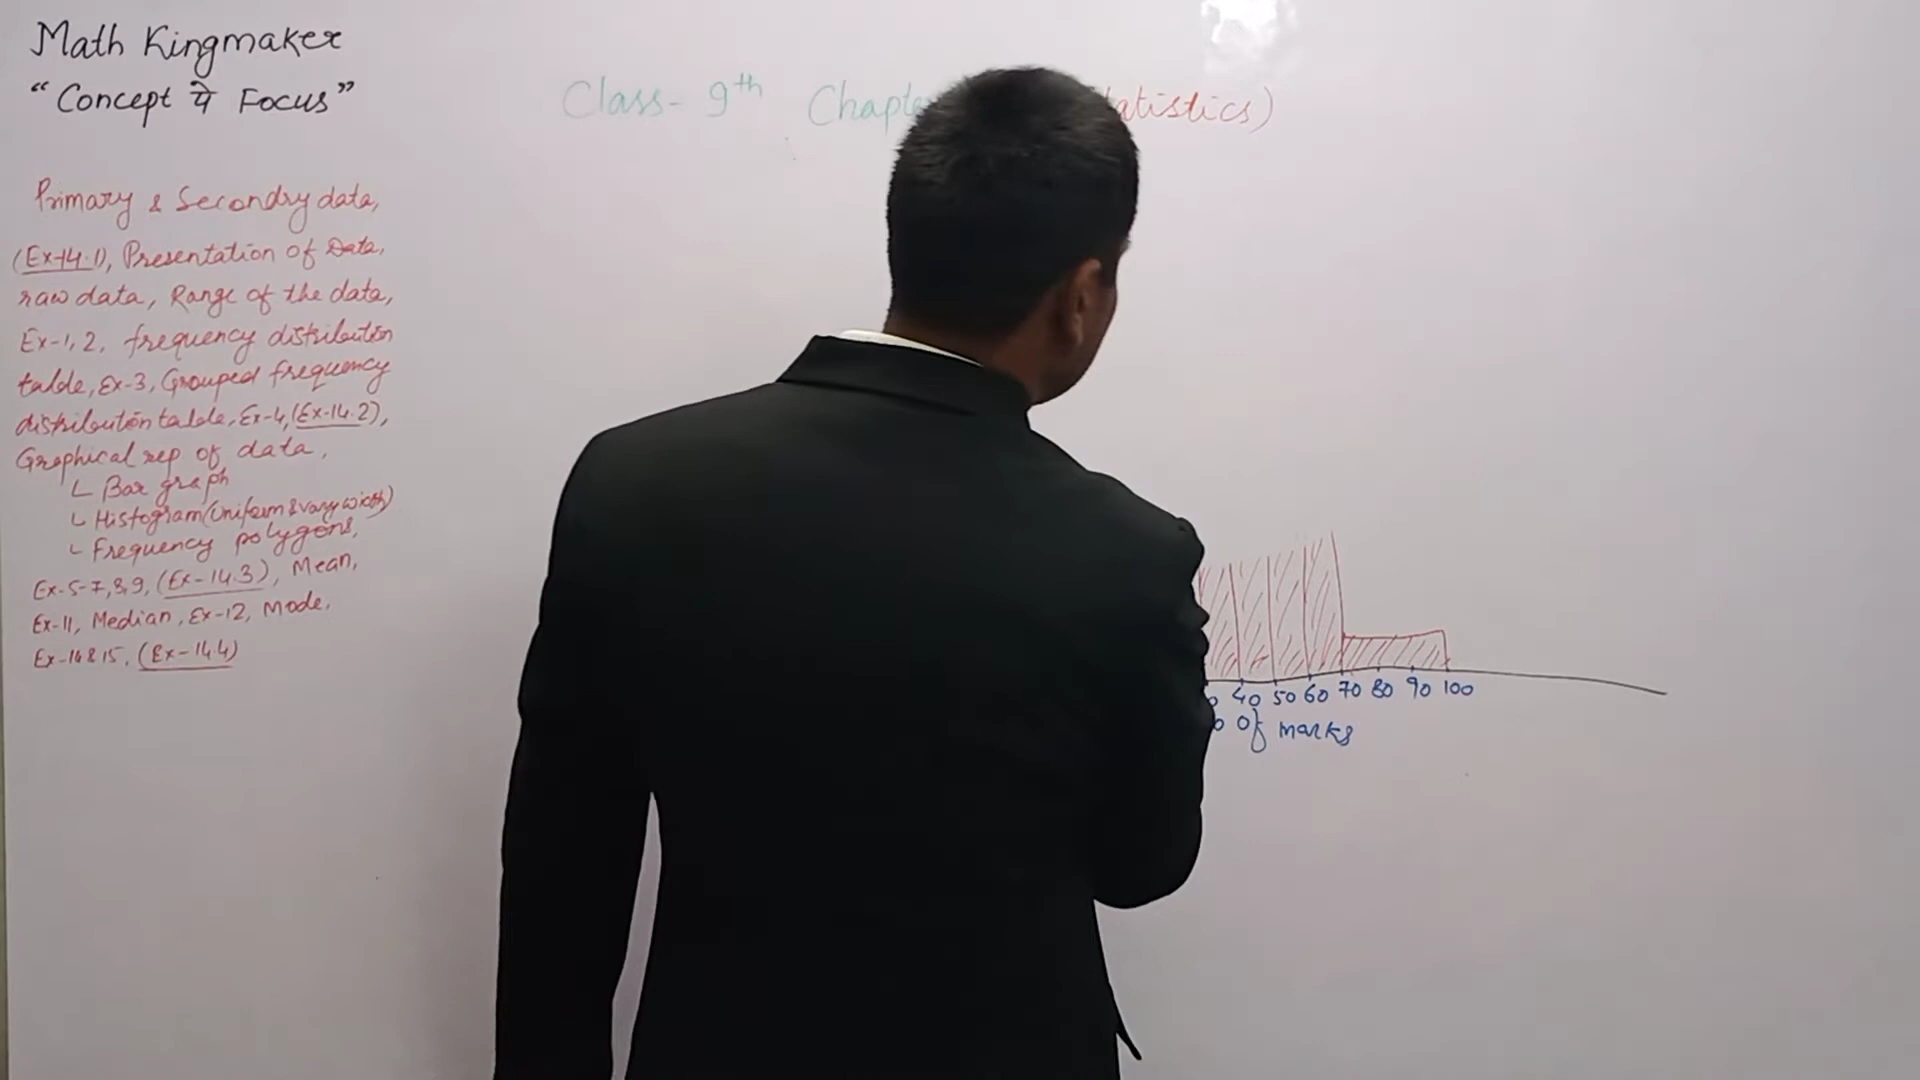 Math Kingmaker
"Concept पे Focus"
Class- 9th Chapte atistics)
Primary & Secondry data,
(Ex-14.1), Presentation of Data,
raw data, Range of the data,
Ex-1, 2, frequency distribution
table, Ex-3, Grouped frequency
distribution table, Ex-4, (Ex-14.2),
Graphical rep of data,
Bar graph
Histogram (Uniform & vary width)
Frequency polygons,
Ex-5-7,8,9, (Ex-14.3), Mean,
Ex-11, Median, Ex-12, Mode,
Ex-14 & 15, (Ex-14.4)
0 40 50 60 70 80 90 100
of marks